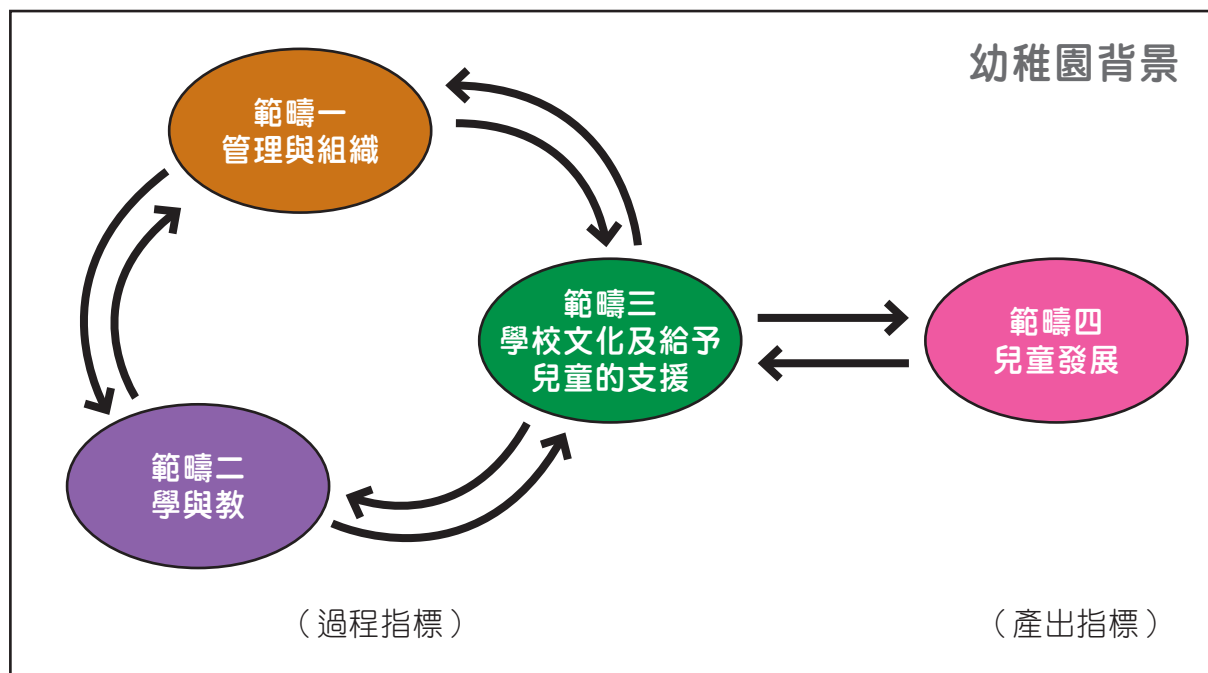 幼稚園背景
範疇一
管理與組織
範疇三
學校文化及給予
兒童的支援
範疇四
兒童發展
範疇二
學與教
（過程指標）
（產出指標）